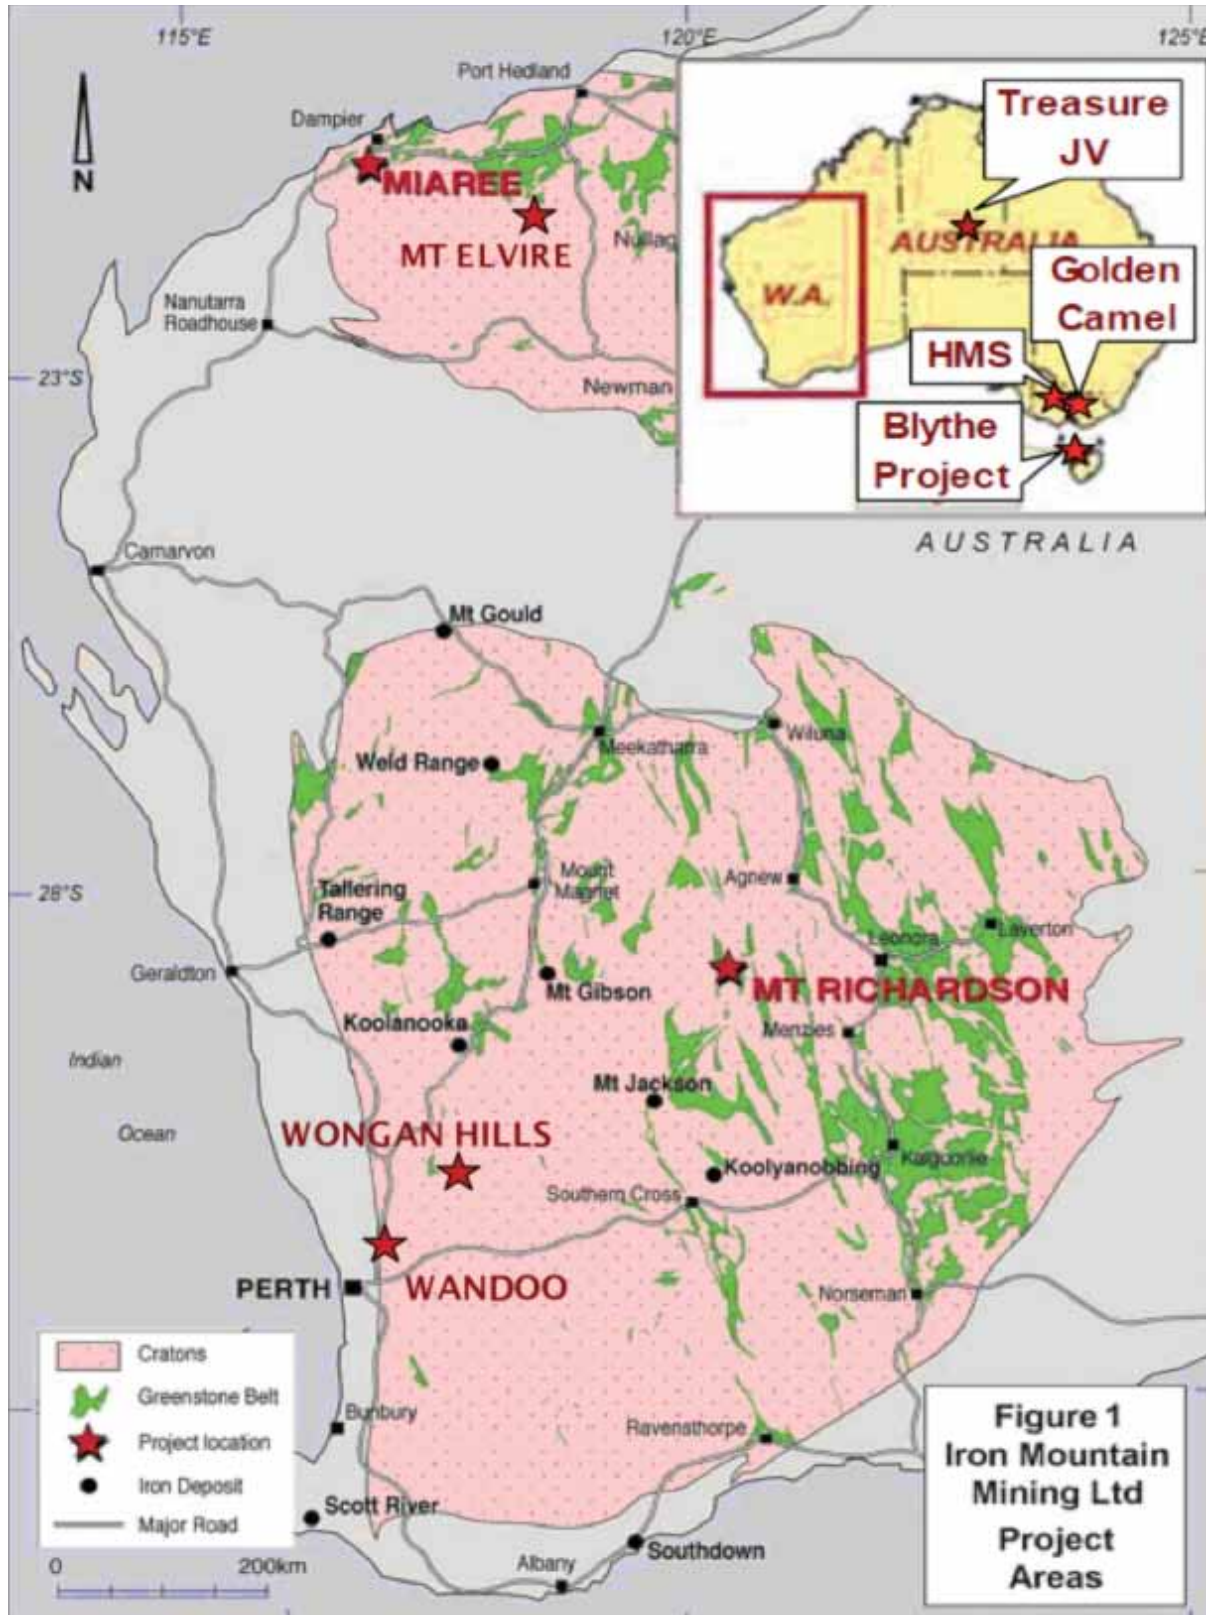 115°E
120°E
125°E
Port Hedland
Dampier
N
MIAREE
MT ELVIRE
Nullag
Nanutarra
Roadhouse
23°S
Newman
Treasure
JV
AUSTRALIA
W.A.
Golden
Camel
HMS
Blythe
Project
AUSTRALIA
Carnarvon
Mt Gould
Meekatharra
Wiluna
Weld Range
Mount
Magnet
Agnew
28°S
Tallering
Range
Leonora
Laverton
Geraldton
Mt Gibson
MT RICHARDSON
Koolanooka
Menzies
Indian
Ocean
Mt Jackson
WONGAN HILLS
Kalgoorlie
Koolyanobbing
Southern Cross
PERTH
WANDOO
Norseman
Cratons
Greenstone Belt
Project location
Iron Deposit
Major Road
0 200km
Bunbury
Ravensthorpe
Scott River
Southdown
Albany
Figure 1
Iron Mountain
Mining Ltd
Project
Areas